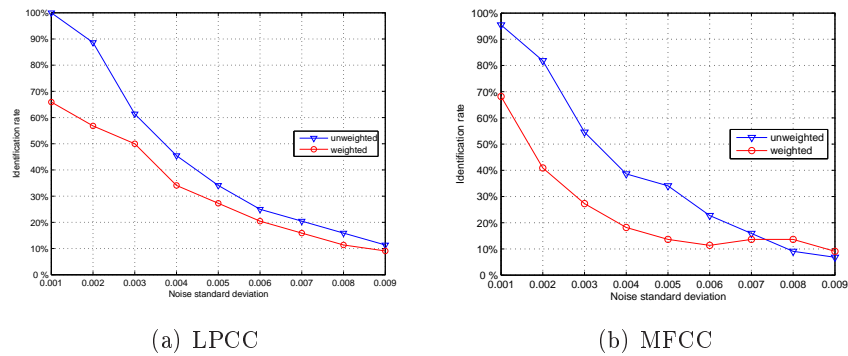 100%
90%
80%
70%
60%
50%
40%
30%
20%
10%
0 %
Identification rate
unweighted
weighted
0.001 0.002 0.003 0.004 0.005 0.006 0.007 0.008 0.009
Noise standard deviation
(a) LPCC
100%
90%
80%
70%
60%
50%
40%
30%
20%
10%
0 %
Identification rate
unweighted
weighted
0.001 0.002 0.003 0.004 0.005 0.006 0.007 0.008 0.009
Noise standard deviation
(b) MFCC